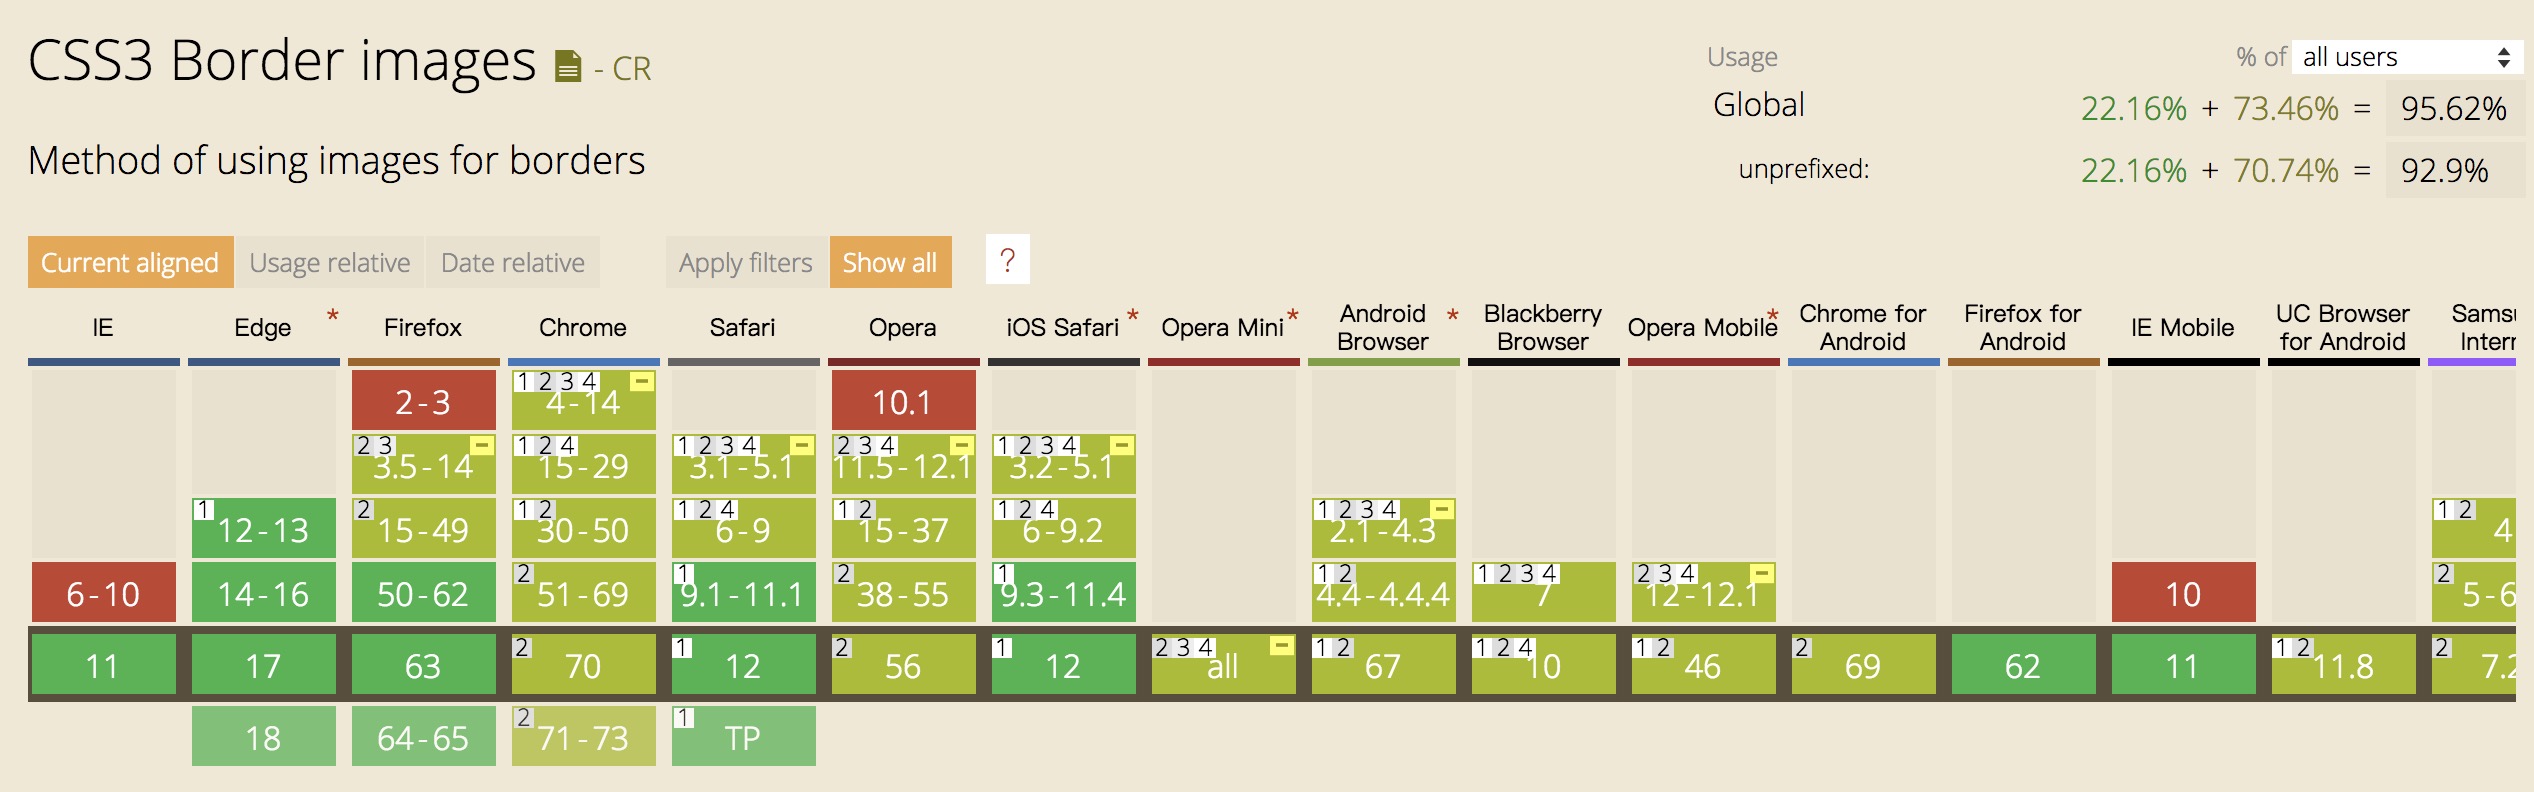 CSS3 Border images - CR
Usage % of all users
Global 22.16% + 73.46% = 95.62%
Method of using images for borders
unprefixed: 22.16% + 70.74% = 92.9%
Current aligned Usage relative Date relative Apply filters Show all ?
IE Edge * Firefox Chrome Safari Opera iOS Safari * Opera Mini * Android Browser * Blackberry Browser Opera Mobile * Chrome for Android Firefox for Android IE Mobile UC Browser for Android
2-3 1 2 3 4 - 4-14 10.1
2 3 - 3.5-14 1 2 4 15-29 1 2 3 4 - 3.1-5.1 2 3 4 - 11.5-12.1 1 2 3 4 - 3.2-5.1
1 12-13 2 15-49 1 2 30-50 1 2 4 6-9 1 2 15-37 1 2 4 6-9.2 1 2 3 4 - 2.1-4.3 1 2 4
6-10 14-16 50-62 2 51-69 1 9.1-11.1 2 38-55 1 9.3-11.4 1 2 4.4-4.4.4 1 2 3 4 7 2 3 4 - 12-12.1 10 2 5-6
11 17 63 2 70 1 12 2 56 1 12 2 3 4 - all 1 2 67 1 2 4 10 1 2 46 2 69 62 11 1 2 11.8 2 7.2
18 64-65 2 71-73 1 TP